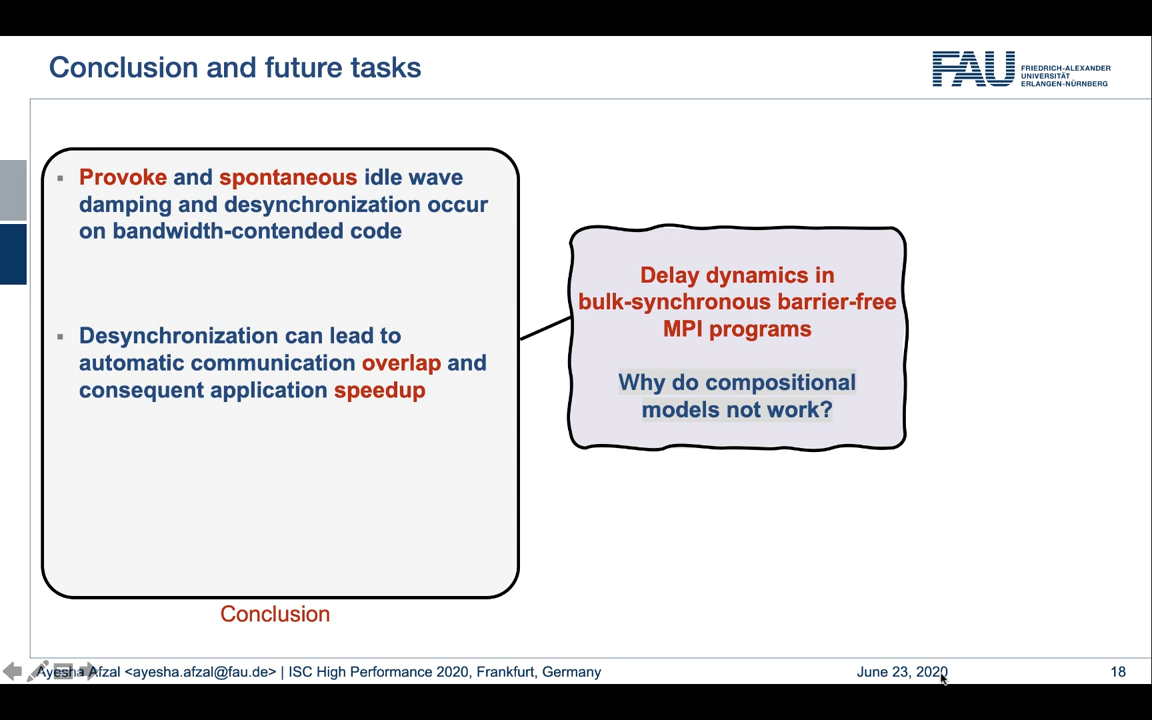 Conclusion and future tasks
FAU
FRIEDRICH-ALEXANDER
UNIVERSITÄT
ERLANGEN-NÜRNBERG
Provoke and spontaneous idle wave
damping and desynchronization occur
on bandwidth-contended code
Desynchronization can lead to
automatic communication overlap and
consequent application speedup
Conclusion
Delay dynamics in
bulk-synchronous barrier-free
MPI programs
Why do compositional
models not work?
Ayesha Afzal <ayesha.afzal@fau.de> | ISC High Performance 2020, Frankfurt, Germany
June 23, 2020
18